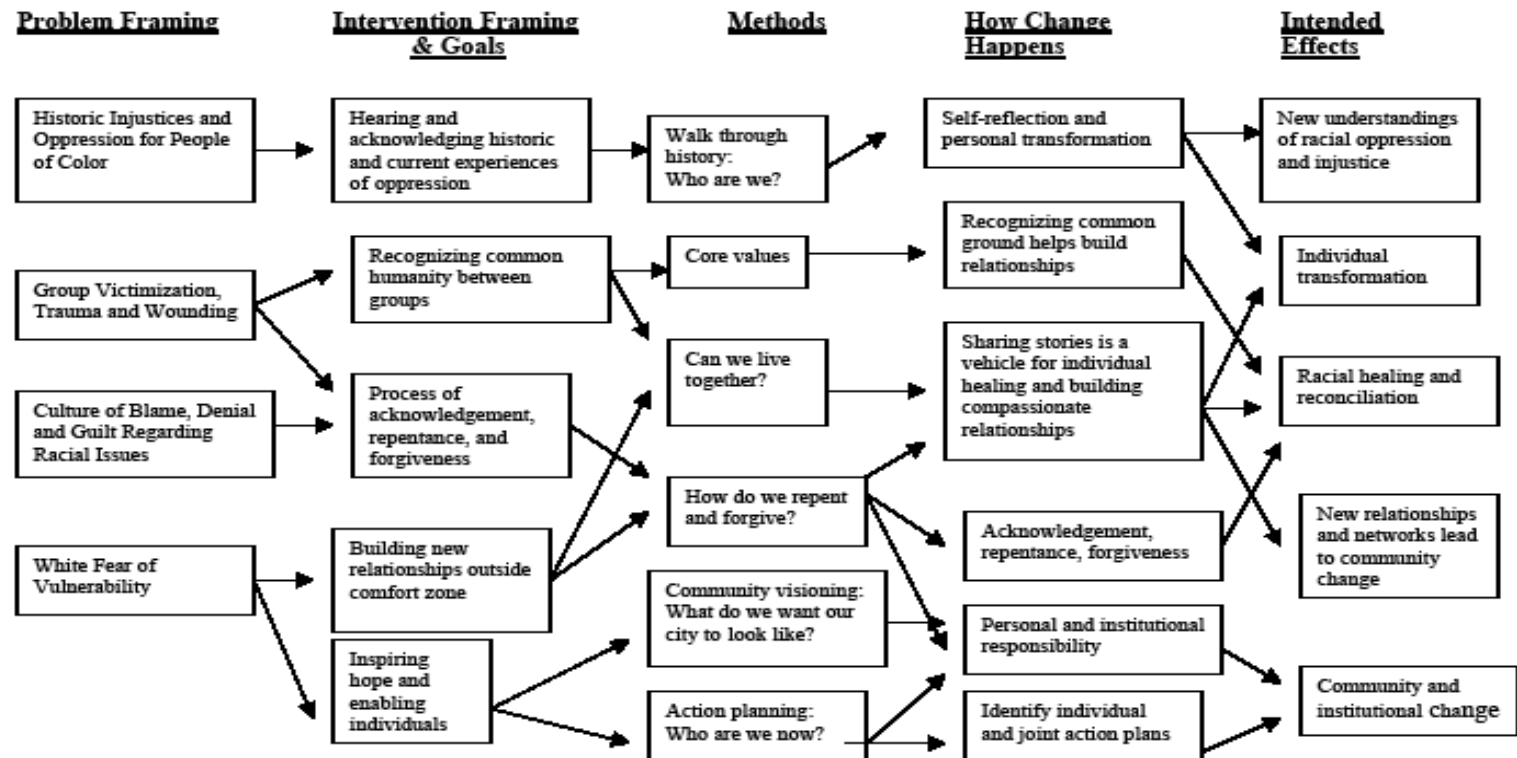 Problem Framing
Intervention Framing
& Goals
Methods
How Change
Happens
Intended
Effects
Historic Injustices and
Oppression for People
of Color
Hearing and
acknowledging historic
and current experiences
of oppression
Walk through
history:
Who are we?
Self-reflection and
personal transformation
New understandings
of racial oppression
and injustice
Group Victimization,
Trauma and Wounding
Recognizing common
humanity between
groups
Core values
Recognizing common
ground helps build
relationships
Individual
transformation
Culture of Blame, Denial
and Guilt Regarding
Racial Issues
Process of
acknowledgement,
repentance, and
forgiveness
Can we live
together?
Sharing stories is a
vehicle for individual
healing and building
compassionate
relationships
Racial healing and
reconciliation
White Fear of
Vulnerability
Building new
relationships outside
comfort zone
How do we repent
and forgive?
Acknowledgement,
repentance, forgiveness
New relationships
and networks lead
to community
change
Inspiring
hope and
enabling
individuals
Community visioning:
What do we want our
city to look like?
Personal and institutional
responsibility
Community and
institutional change
Action planning:
Who are we now?
Identify individual
and joint action plans